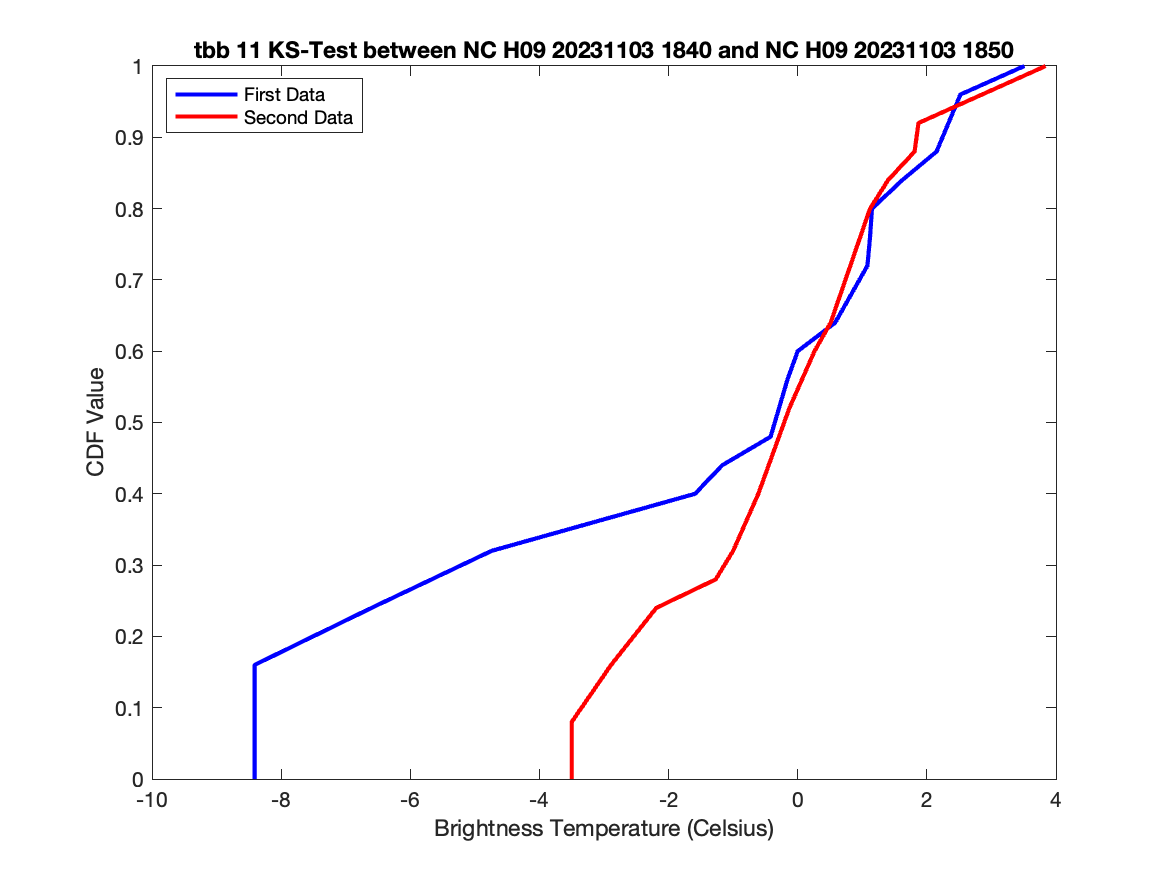 tbb 11 KS-Test between NC H09 20231103 1840 and NC H09 20231103 1850
First Data
Second Data
1
0.9
0.8
0.7
0.6
0.5
0.4
0.3
0.2
0.1
0
CDF Value
-10 -8 -6 -4 -2 0 2 4
Brightness Temperature (Celsius)